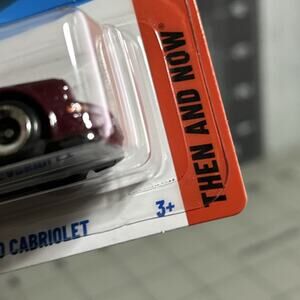 THEN AND NOW
3+
CABRIOLET